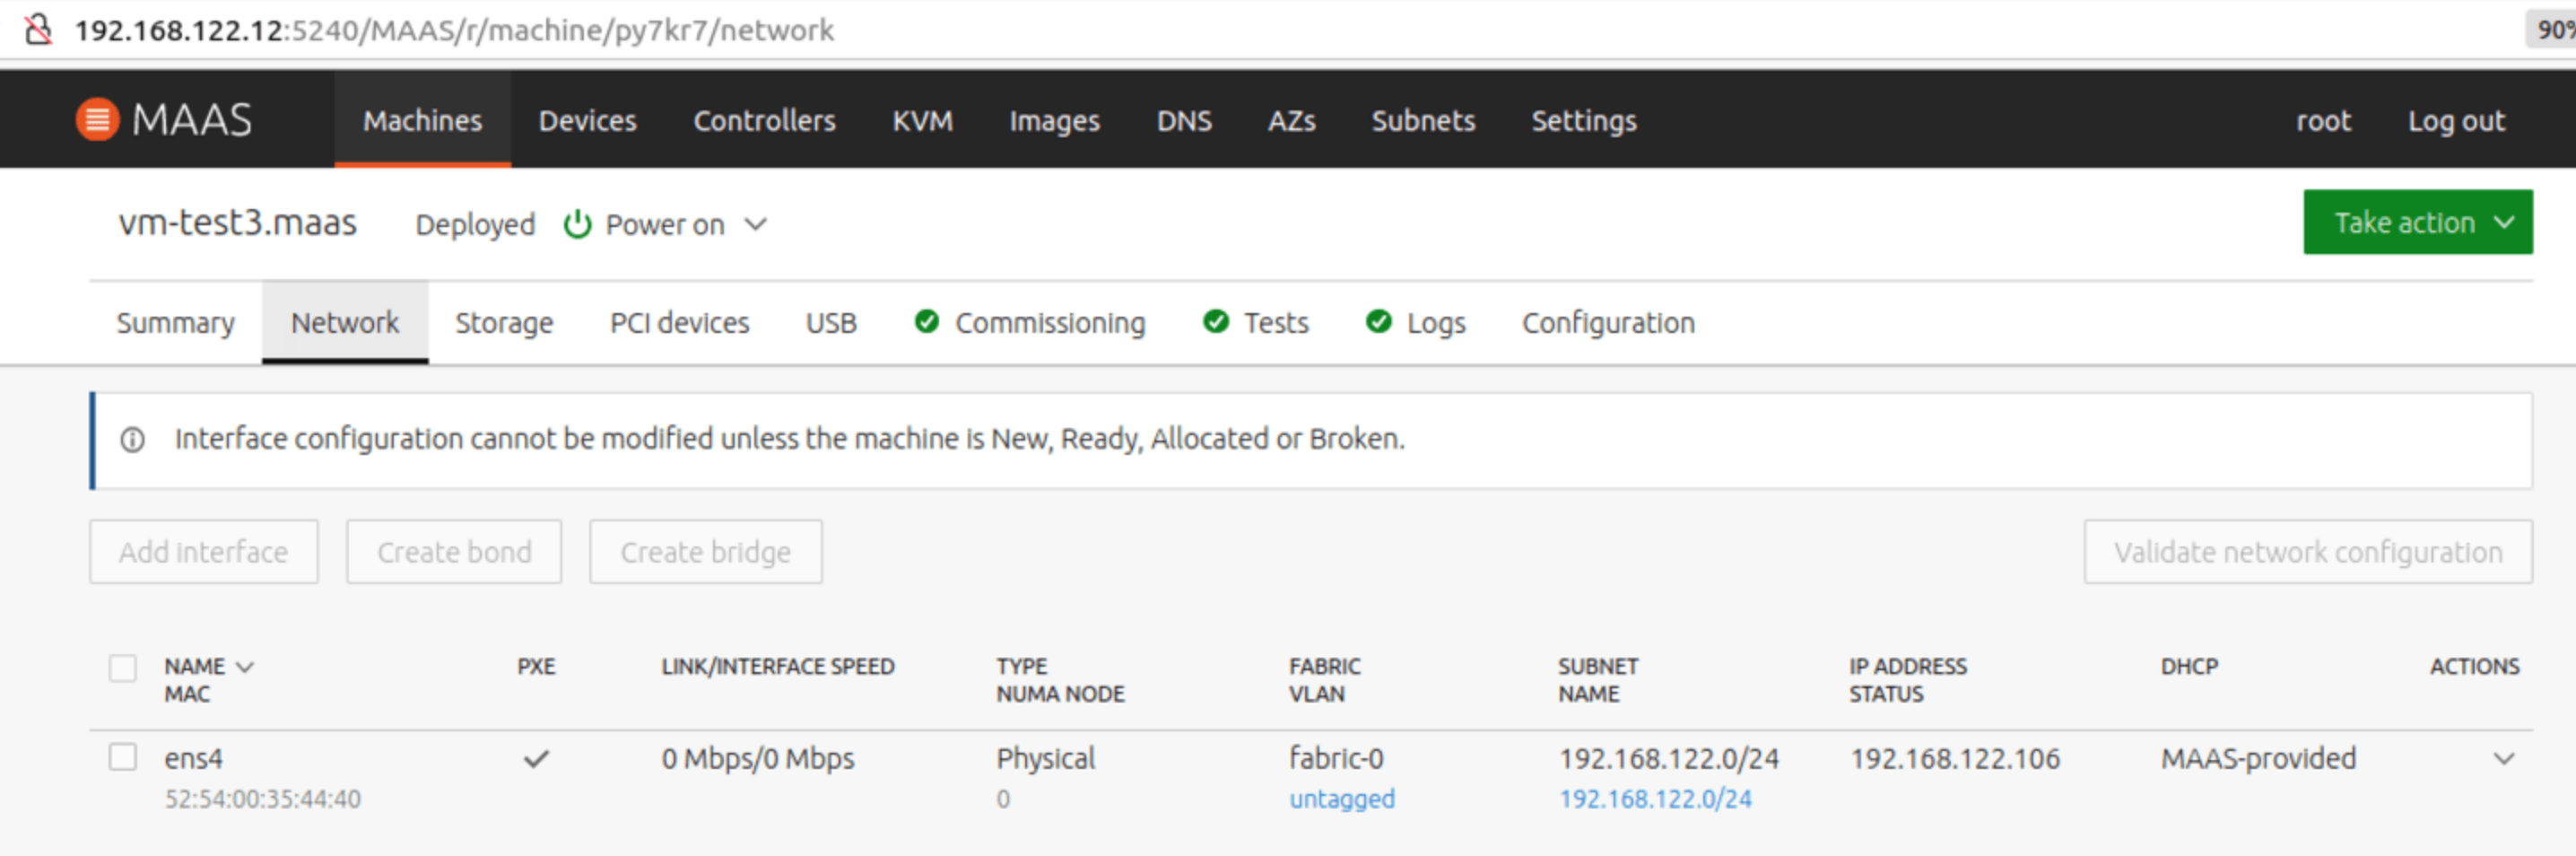 192.168.122.12:5240/MAAS/r/machine/py7kr7/network 90%
MAAS Machines Devices Controllers KVM Images DNS AZs Subnets Settings root Log out
vm-test3.maas Deployed Power on Take action
Summary Network Storage PCI devices USB Commissioning Tests Logs Configuration
Interface configuration cannot be modified unless the machine is New, Ready, Allocated or Broken.
Add interface Create bond Create bridge Validate network configuration
NAME PXE LINK/INTERFACE SPEED TYPE FABRIC SUBNET IP ADDRESS DHCP ACTIONS
MAC NUMA NODE VLAN NAME STATUS
ens4 0 Mbps/0 Mbps Physical fabric-0 192.168.122.0/24 192.168.122.106 MAAS-provided
52:54:00:35:44:40 0 untagged 192.168.122.0/24